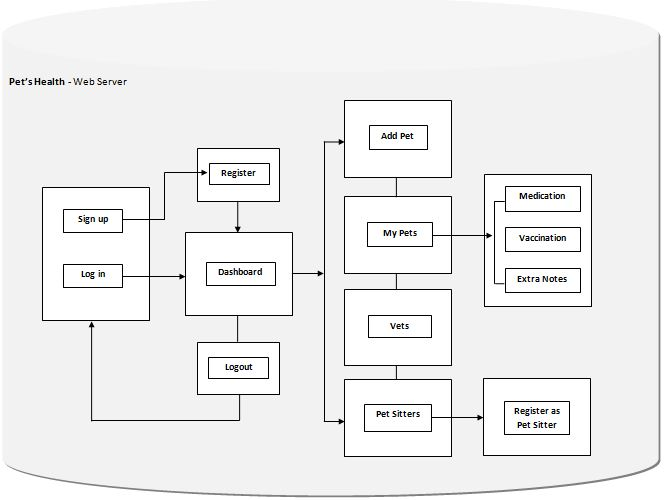 Pet's Health - Web Server
Add Pet
Register
Medication
Sign up
My Pets
Vaccination
Log in
Dashboard
Extra Notes
Vets
Logout
Pet Sitters
Register as
Pet Sitter